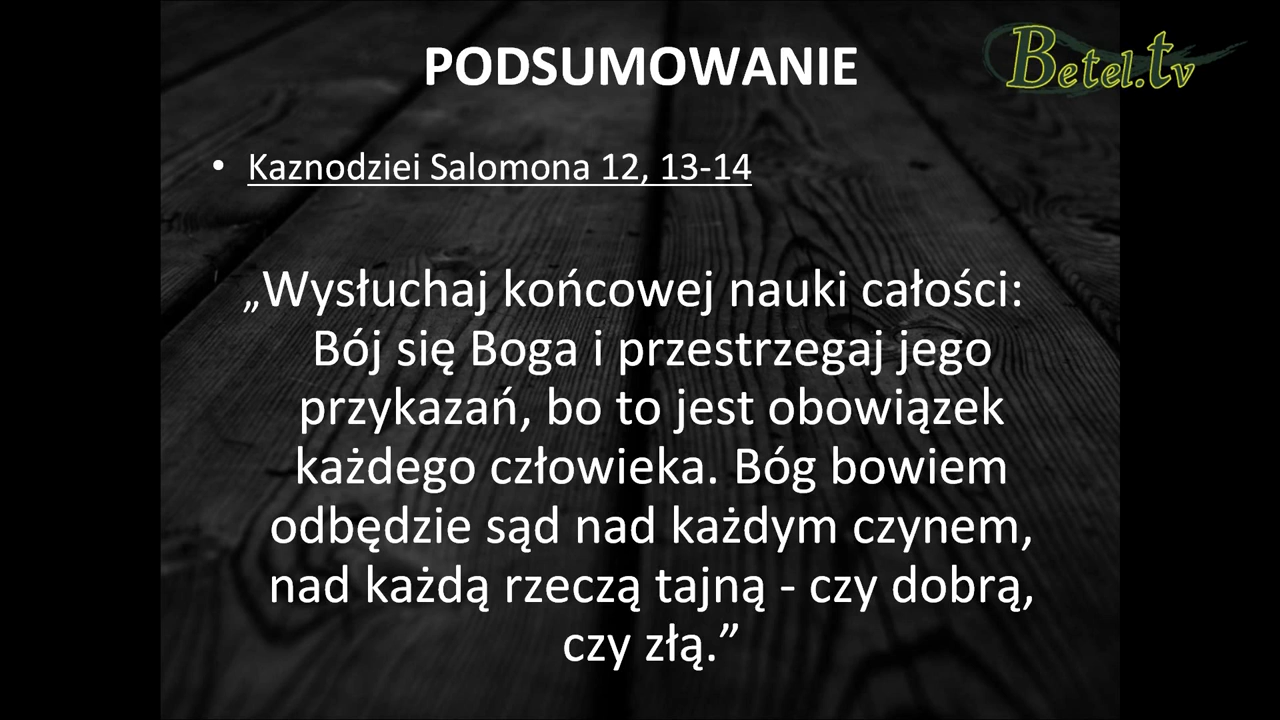 PODSUMOWANIE
Betel.tv
• Kaznodziei Salomona 12, 13-14
„Wysłuchaj końcowej nauki całości:
Bój się Boga i przestrzegaj jego
przykazań, bo to jest obowiązek
każdego człowieka. Bóg bowiem
odbędzie sąd nad każdym czynem,
nad każdą rzeczą tajną - czy dobrą,
czy złą.”